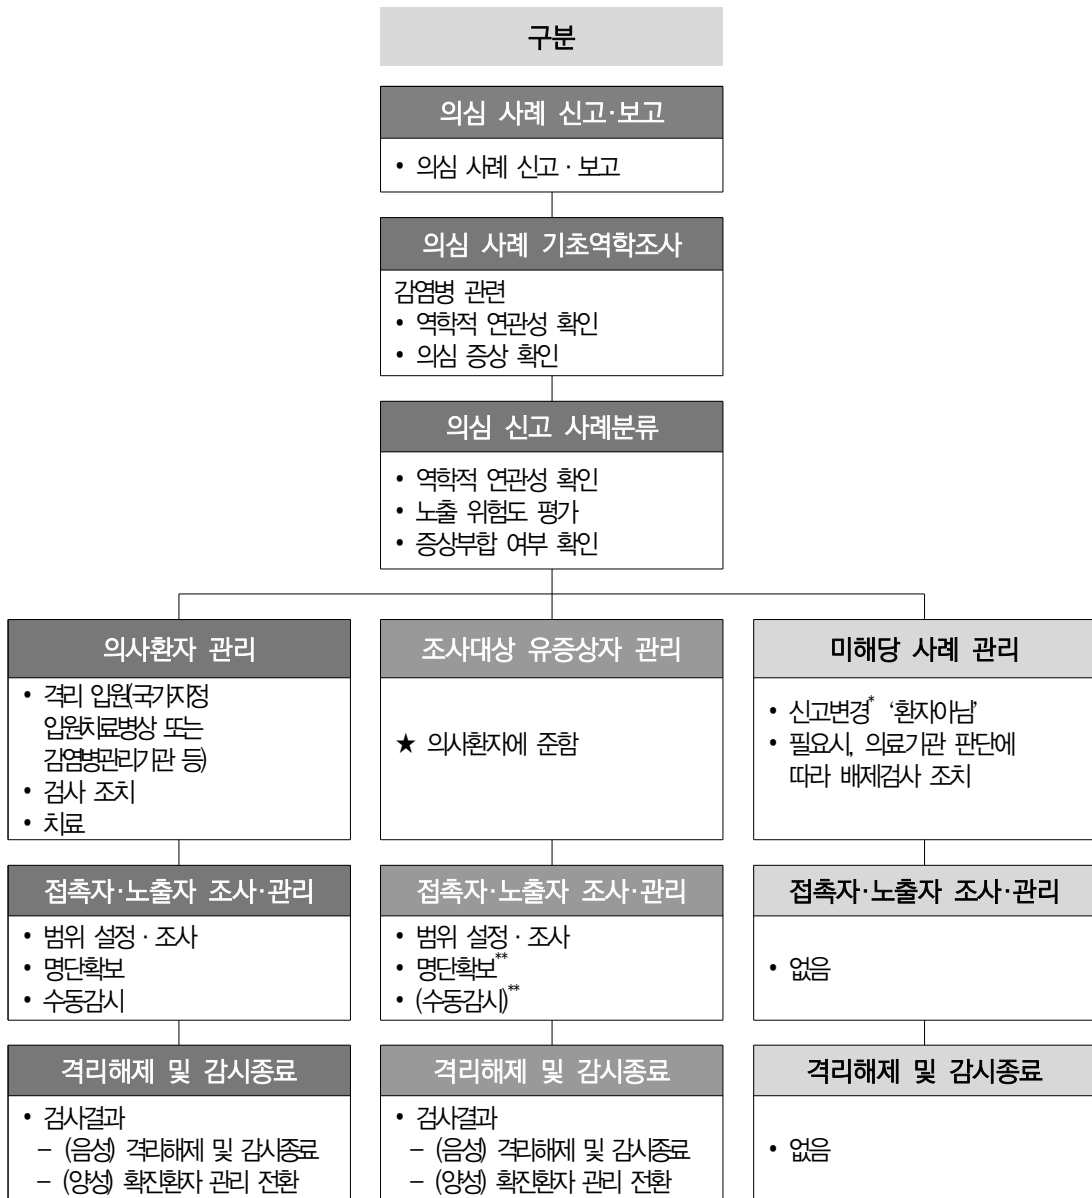 구분
의심 사례 신고·보고
• 의심 사례 신고 · 보고
의심 사례 기초역학조사
감염병 관련
• 역학적 연관성 확인
• 의심 증상 확인
의심 신고 사례분류
• 역학적 연관성 확인
• 노출 위험도 평가
• 증상부합 여부 확인
의사환자 관리
• 격리 입원(국가지정
입원치료병상 또는
감염병관리기관 등)
• 검사 조치
• 치료
조사대상 유증상자 관리
★ 의사환자에 준함
미해당 사례 관리
• 신고변경* ‘환자아님’
• 필요시, 의료기관 판단에
따라 배제검사 조치
접촉자·노출자 조사·관리
• 범위 설정 · 조사
• 명단확보
• 수동감시
접촉자·노출자 조사·관리
• 범위 설정 · 조사
• 명단확보**
• (수동감시)**
접촉자·노출자 조사·관리
• 없음
격리해제 및 감시종료
• 검사결과
– (음성) 격리해제 및 감시종료
– (양성) 확진환자 관리 전환
격리해제 및 감시종료
• 검사결과
– (음성) 격리해제 및 감시종료
– (양성) 확진환자 관리 전환
격리해제 및 감시종료
• 없음